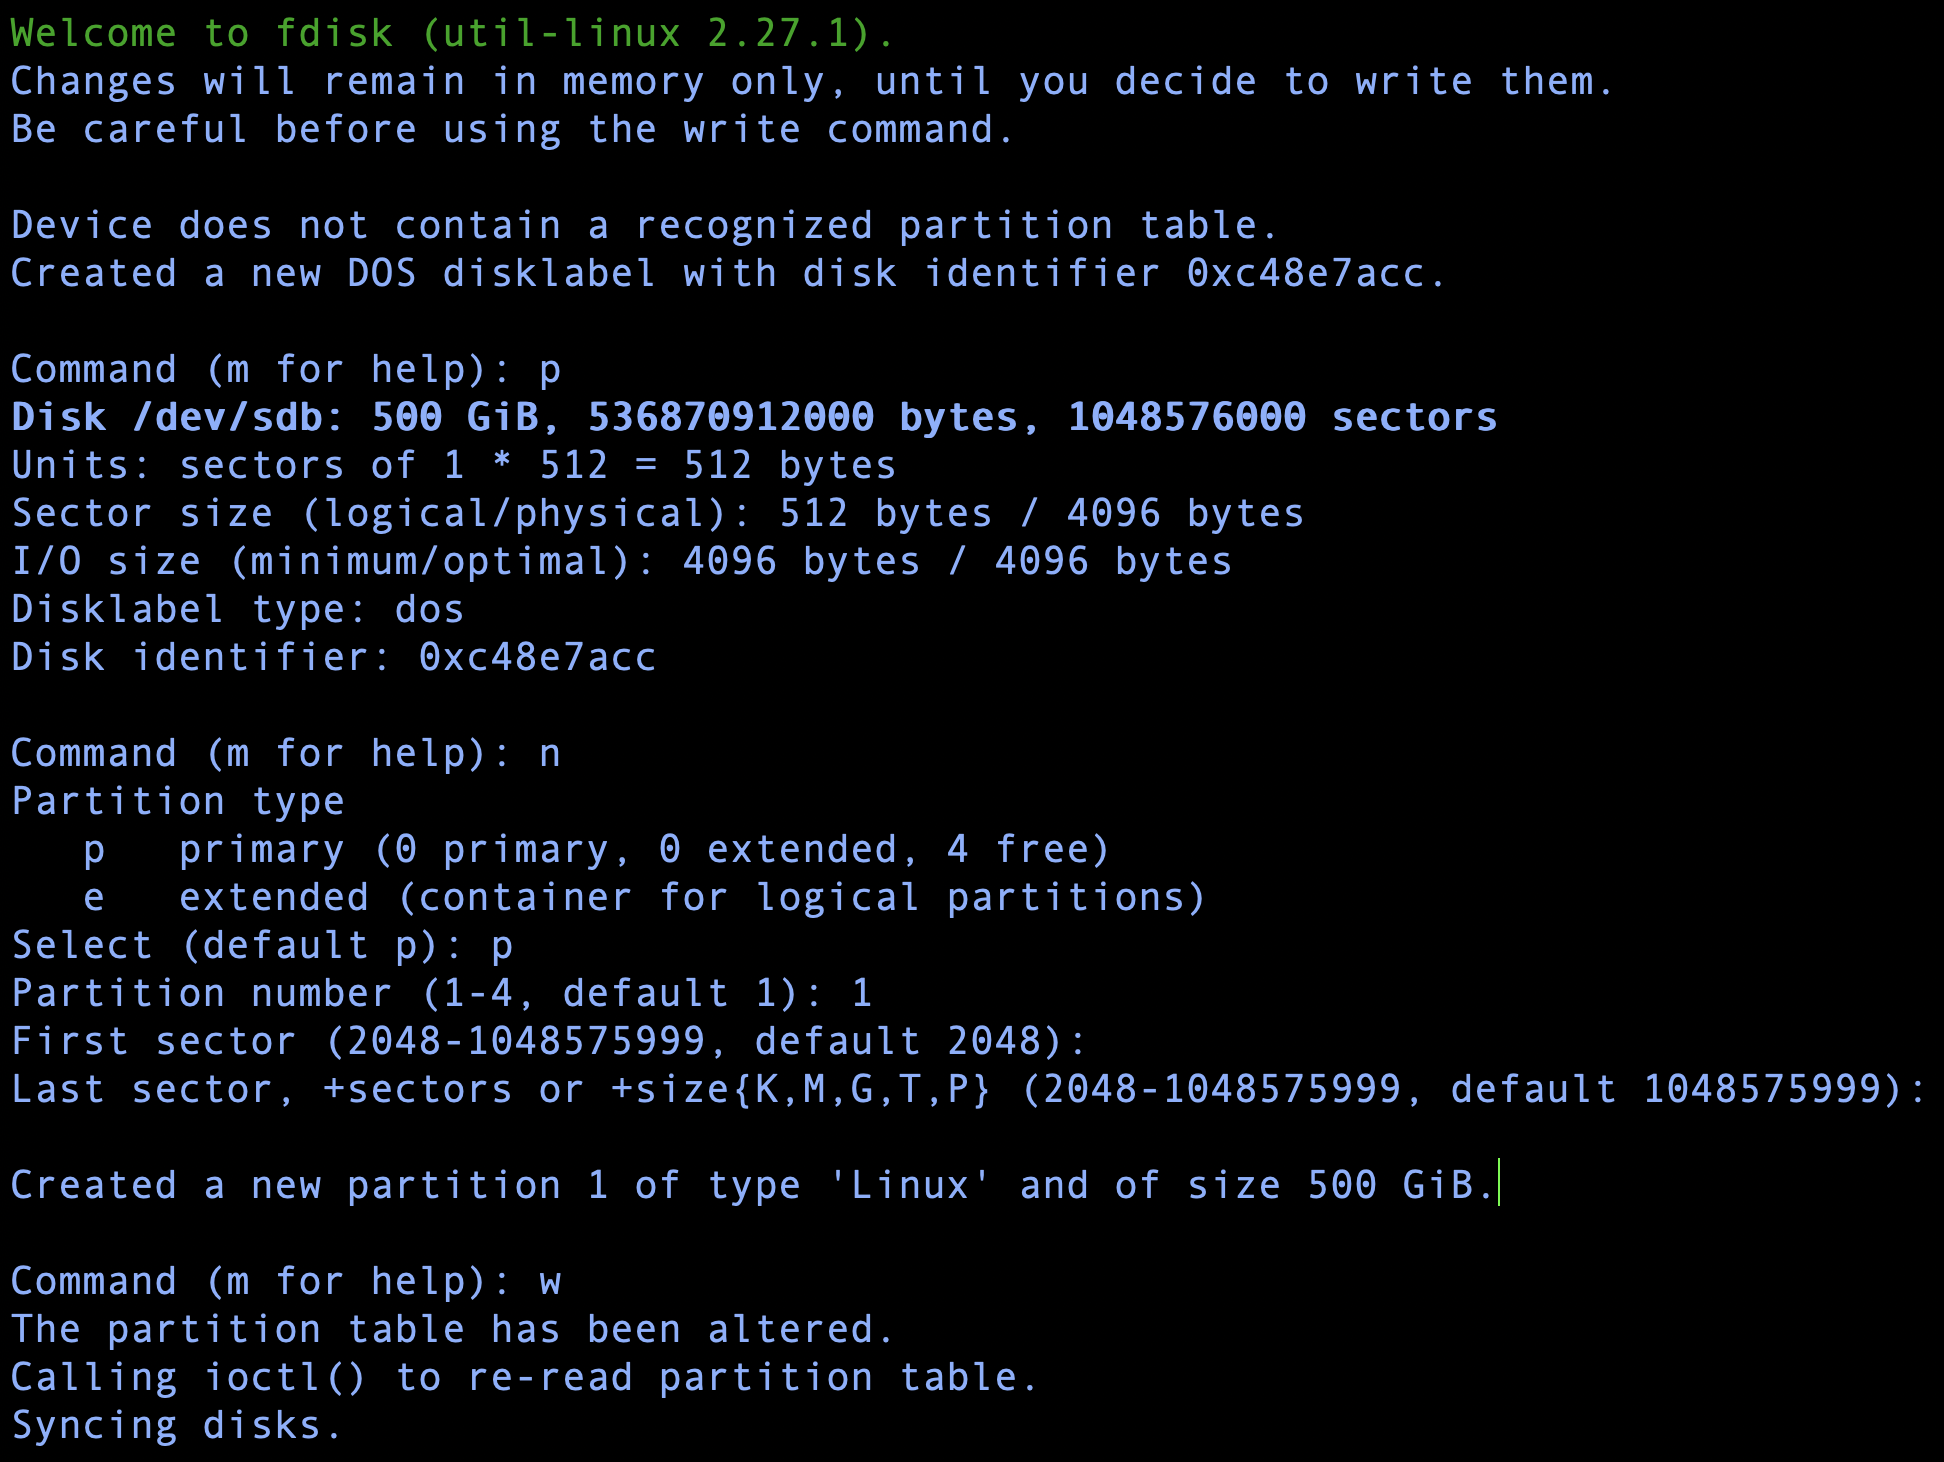 Welcome to fdisk (util-linux 2.27.1).
Changes will remain in memory only, until you decide to write them.
Be careful before using the write command.

Device does not contain a recognized partition table.
Created a new DOS disklabel with disk identifier 0xc48e7acc.

Command (m for help): p
Disk /dev/sdb: 500 GiB, 536870912000 bytes, 1048576000 sectors
Units: sectors of 1 * 512 = 512 bytes
Sector size (logical/physical): 512 bytes / 4096 bytes
I/O size (minimum/optimal): 4096 bytes / 4096 bytes
Disklabel type: dos
Disk identifier: 0xc48e7acc

Command (m for help): n
Partition type
   p   primary (0 primary, 0 extended, 4 free)
   e   extended (container for logical partitions)
Select (default p): p
Partition number (1-4, default 1): 1
First sector (2048-1048575999, default 2048):
Last sector, +sectors or +size{K,M,G,T,P} (2048-1048575999, default 1048575999):

Created a new partition 1 of type 'Linux' and of size 500 GiB.

Command (m for help): w
The partition table has been altered.
Calling ioctl() to re-read partition table.
Syncing disks.